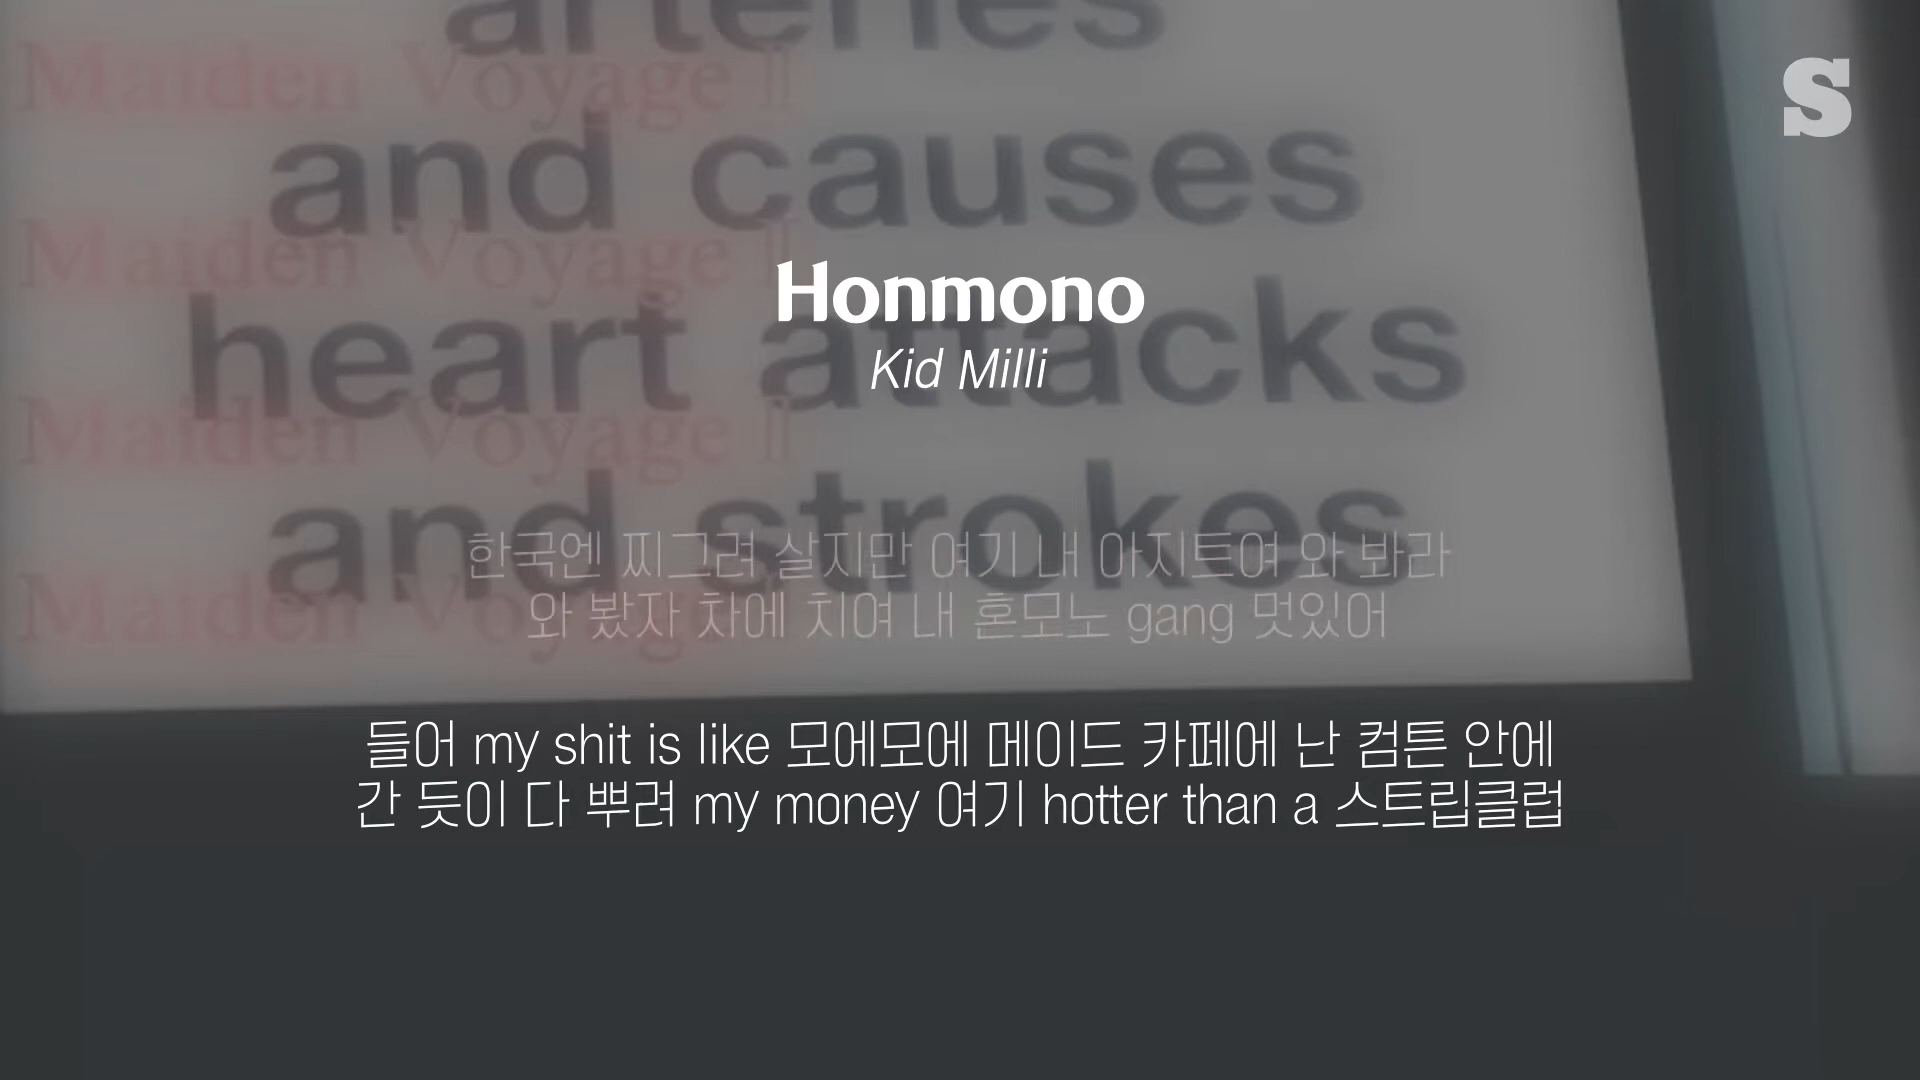 arteries
Maiden Voyage Ⅱ
and causes
Maiden Voyage Ⅱ
heart attacks
Maiden Voyage Ⅱ
and strokes
Maiden Voyage
S
Honmono
Kid Milli
한국엔 찌그려 살지만 여기 내 아지트여 와 봐라
와 봤자 차에 치여 내 혼모노 gang 멋있어
들어 my shit is like 모에모에 메이드 카페에 난 컴튼 안에
간 듯이 다 뿌려 my money 여기 hotter than a 스트립클럽